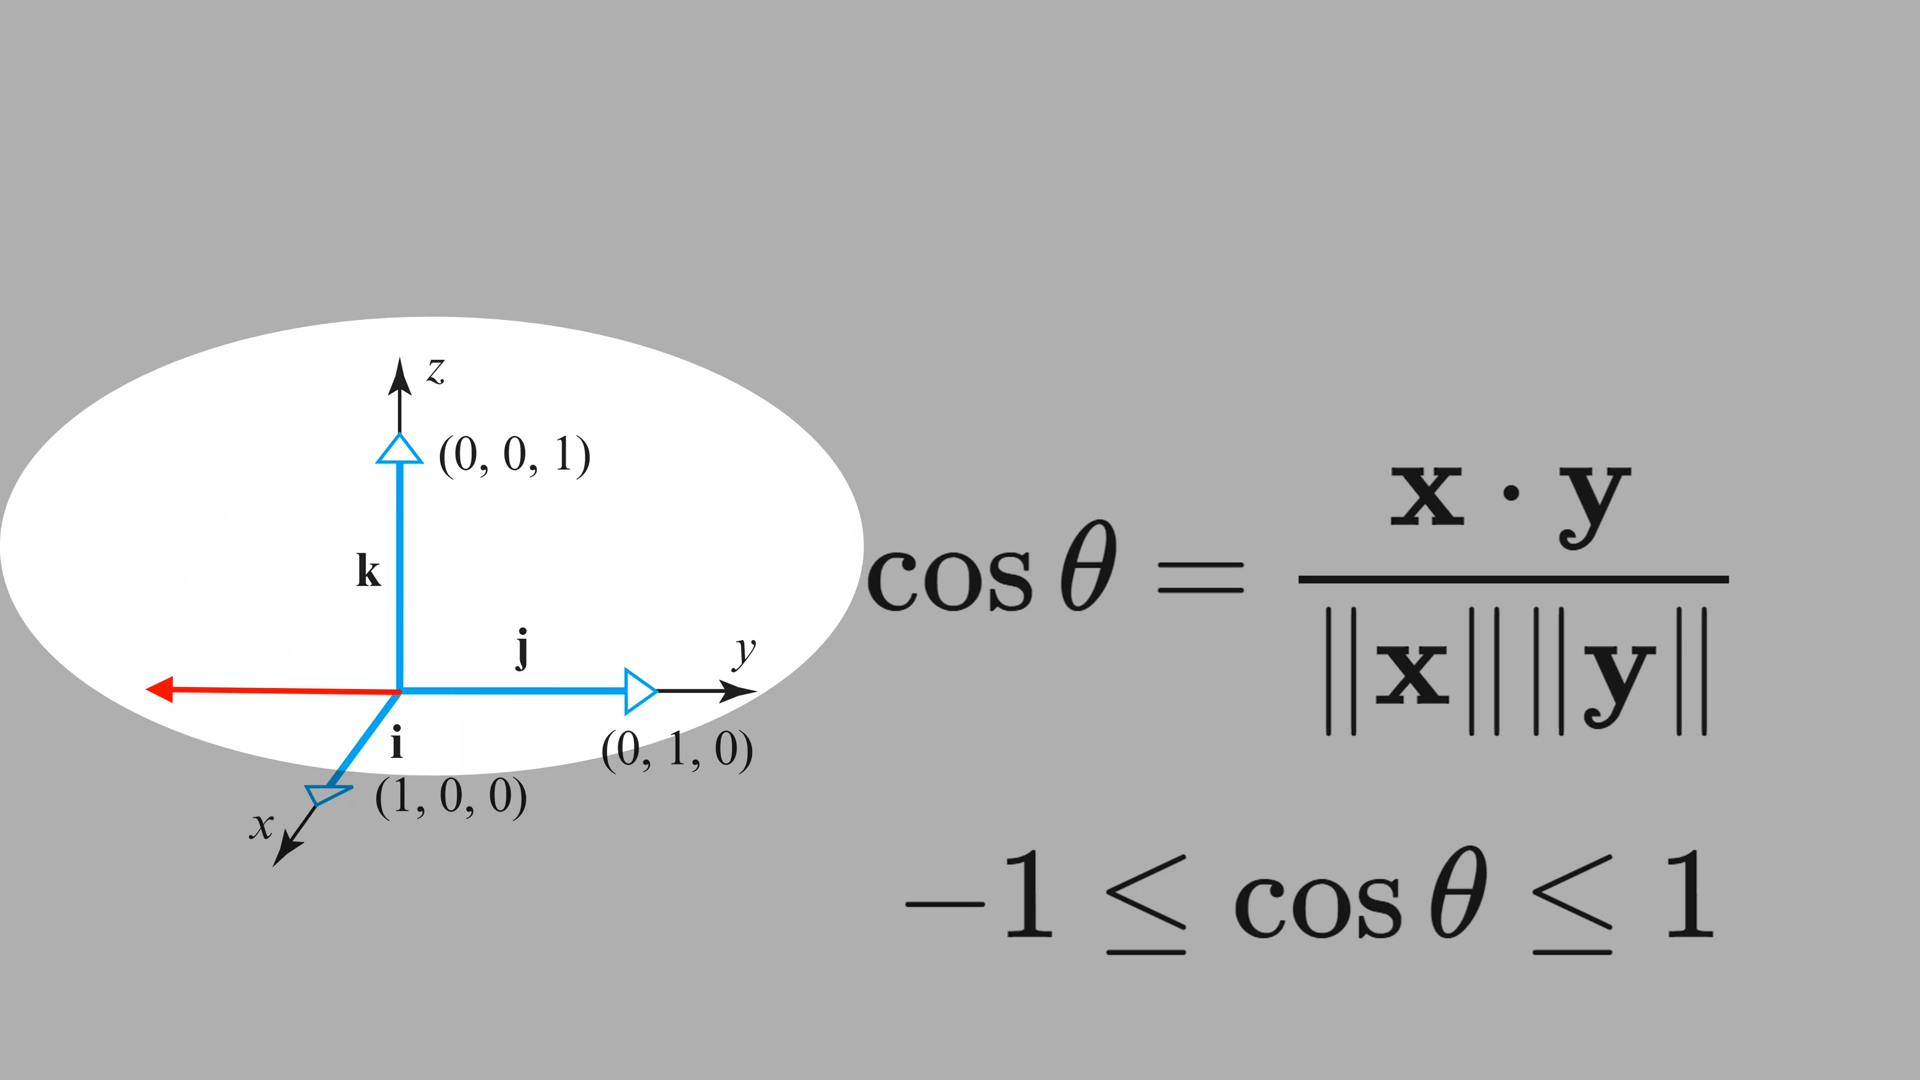 z
(0, 0, 1)
k
j
y
i
(0, 1, 0)
(1, 0, 0)
x
cos θ = x · y / ‖x‖ ‖y‖
−1 ≤ cos θ ≤ 1